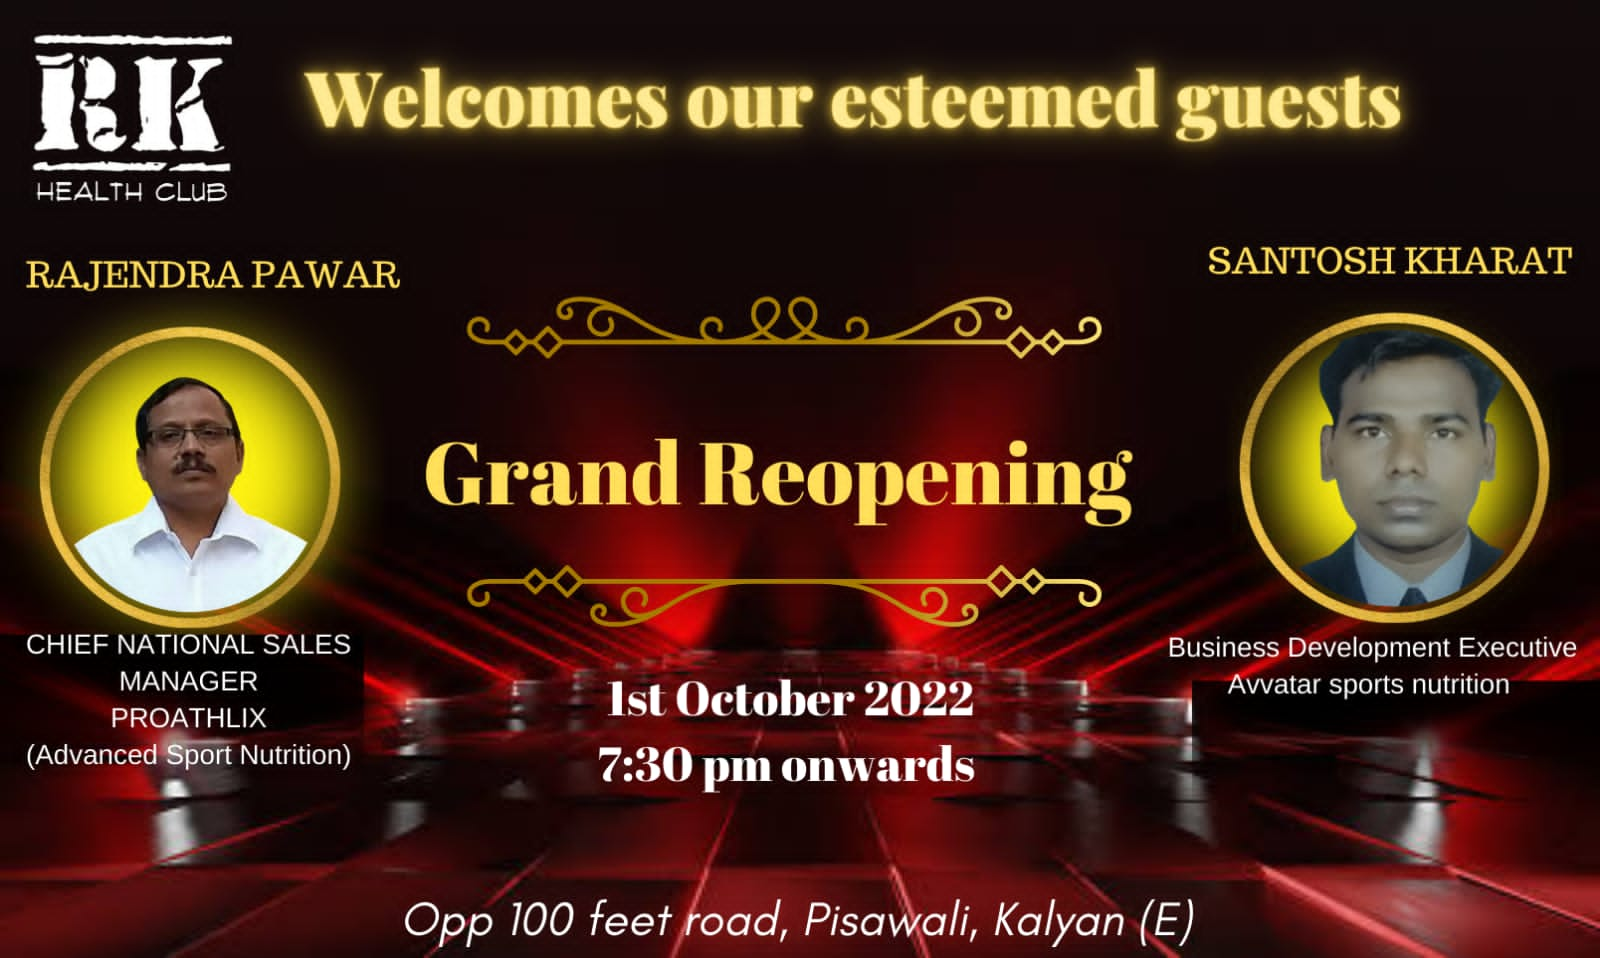 RK
HEALTH CLUB
Welcomes our esteemed guests
RAJENDRA PAWAR
SANTOSH KHARAT
Grand Reopening
CHIEF NATIONAL SALES
MANAGER
PROATHLIX
(Advanced Sport Nutrition)
Business Development Executive
Avvatar sports nutrition
1st October 2022
7:30 pm onwards
Opp 100 feet road, Pisawali, Kalyan (E)